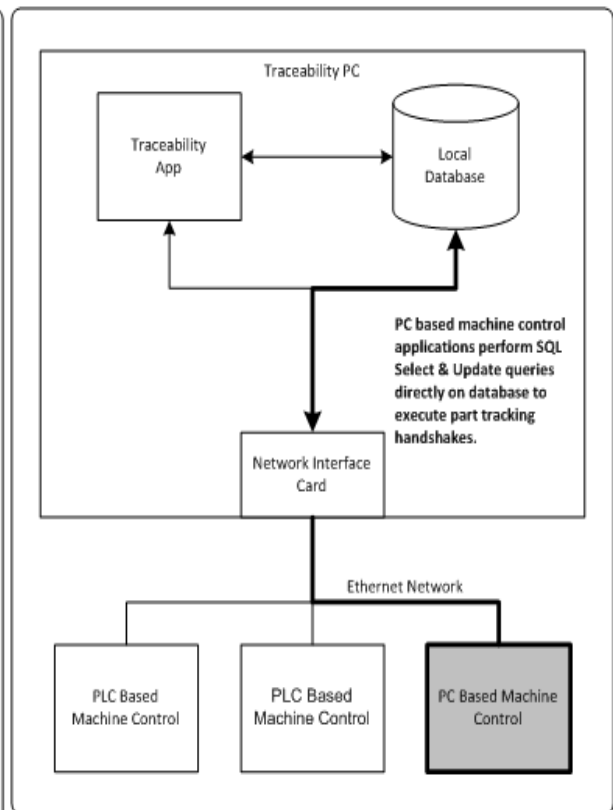 Traceability PC
Traceability
App
Local
Database
PC based machine control
applications perform SQL
Select & Update queries
directly on database to
execute part tracking
handshakes.
Network Interface
Card
Ethernet Network
PLC Based
Machine Control
PLC Based
Machine Control
PC Based Machine
Control